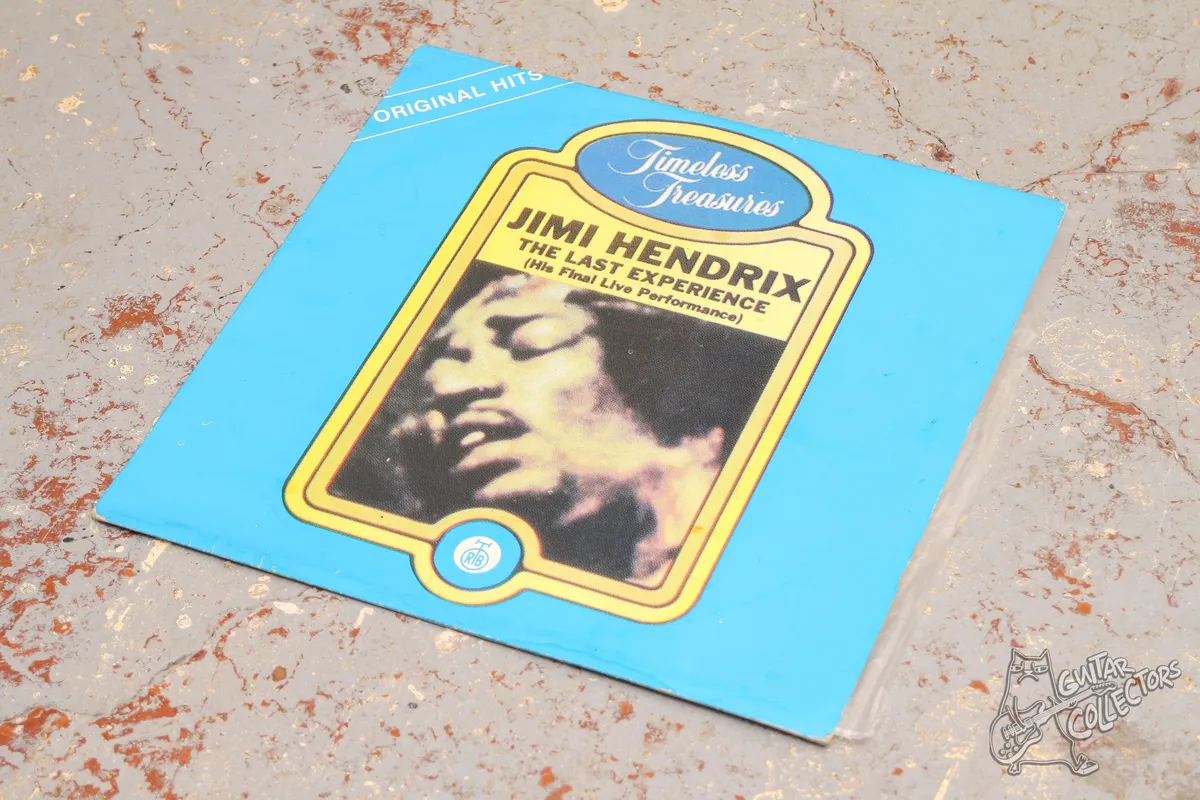 ORIGINAL HITS
Timeless
Treasures
JIMI HENDRIX
THE LAST EXPERIENCE
(His Final Live Performance)
RTB
GUITAR
COLLECTORS